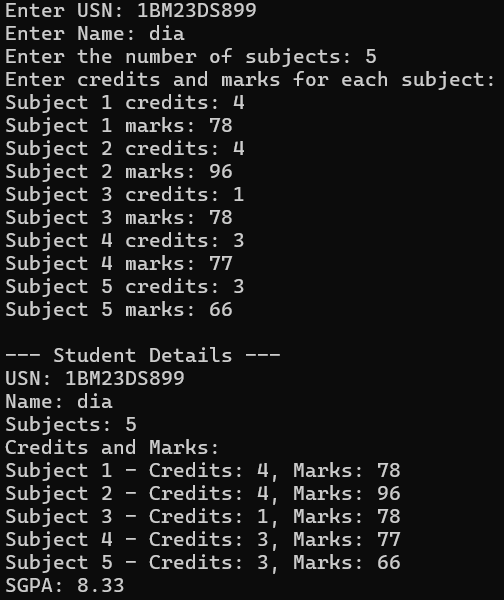 Enter USN: 1BM23DS899
Enter Name: dia
Enter the number of subjects: 5
Enter credits and marks for each subject:
Subject 1 credits: 4
Subject 1 marks: 78
Subject 2 credits: 4
Subject 2 marks: 96
Subject 3 credits: 1
Subject 3 marks: 78
Subject 4 credits: 3
Subject 4 marks: 77
Subject 5 credits: 3
Subject 5 marks: 66

--- Student Details ---
USN: 1BM23DS899
Name: dia
Subjects: 5
Credits and Marks:
Subject 1 - Credits: 4, Marks: 78
Subject 2 - Credits: 4, Marks: 96
Subject 3 - Credits: 1, Marks: 78
Subject 4 - Credits: 3, Marks: 77
Subject 5 - Credits: 3, Marks: 66
SGPA: 8.33